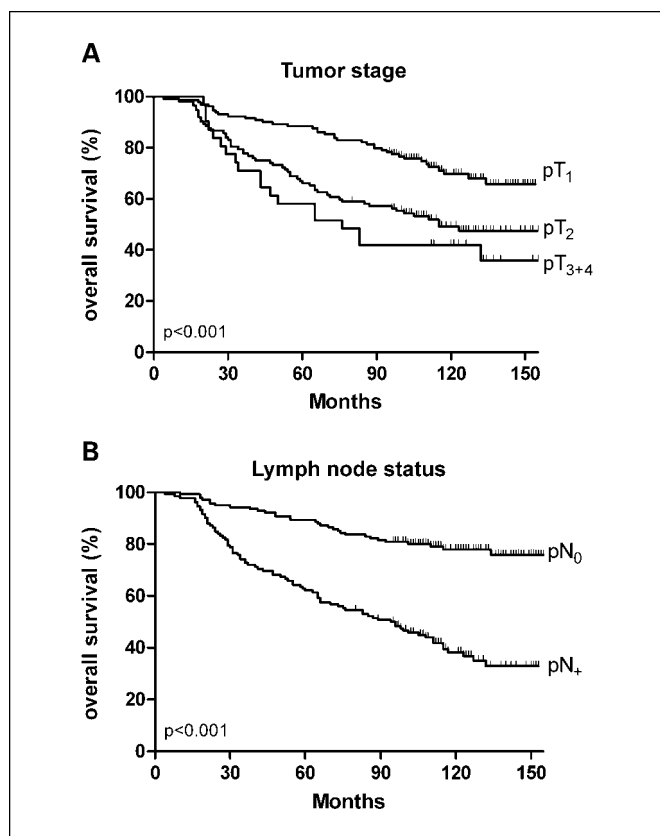 A
Tumor stage
overall survival (%)
100
80
60
40
20
0
p<0.001
pT₁
pT₂
pT₃₊₄
0 30 60 90 120 150
Months
B
Lymph node status
overall survival (%)
100
80
60
40
20
0
p<0.001
pN₀
pN₊
0 30 60 90 120 150
Months